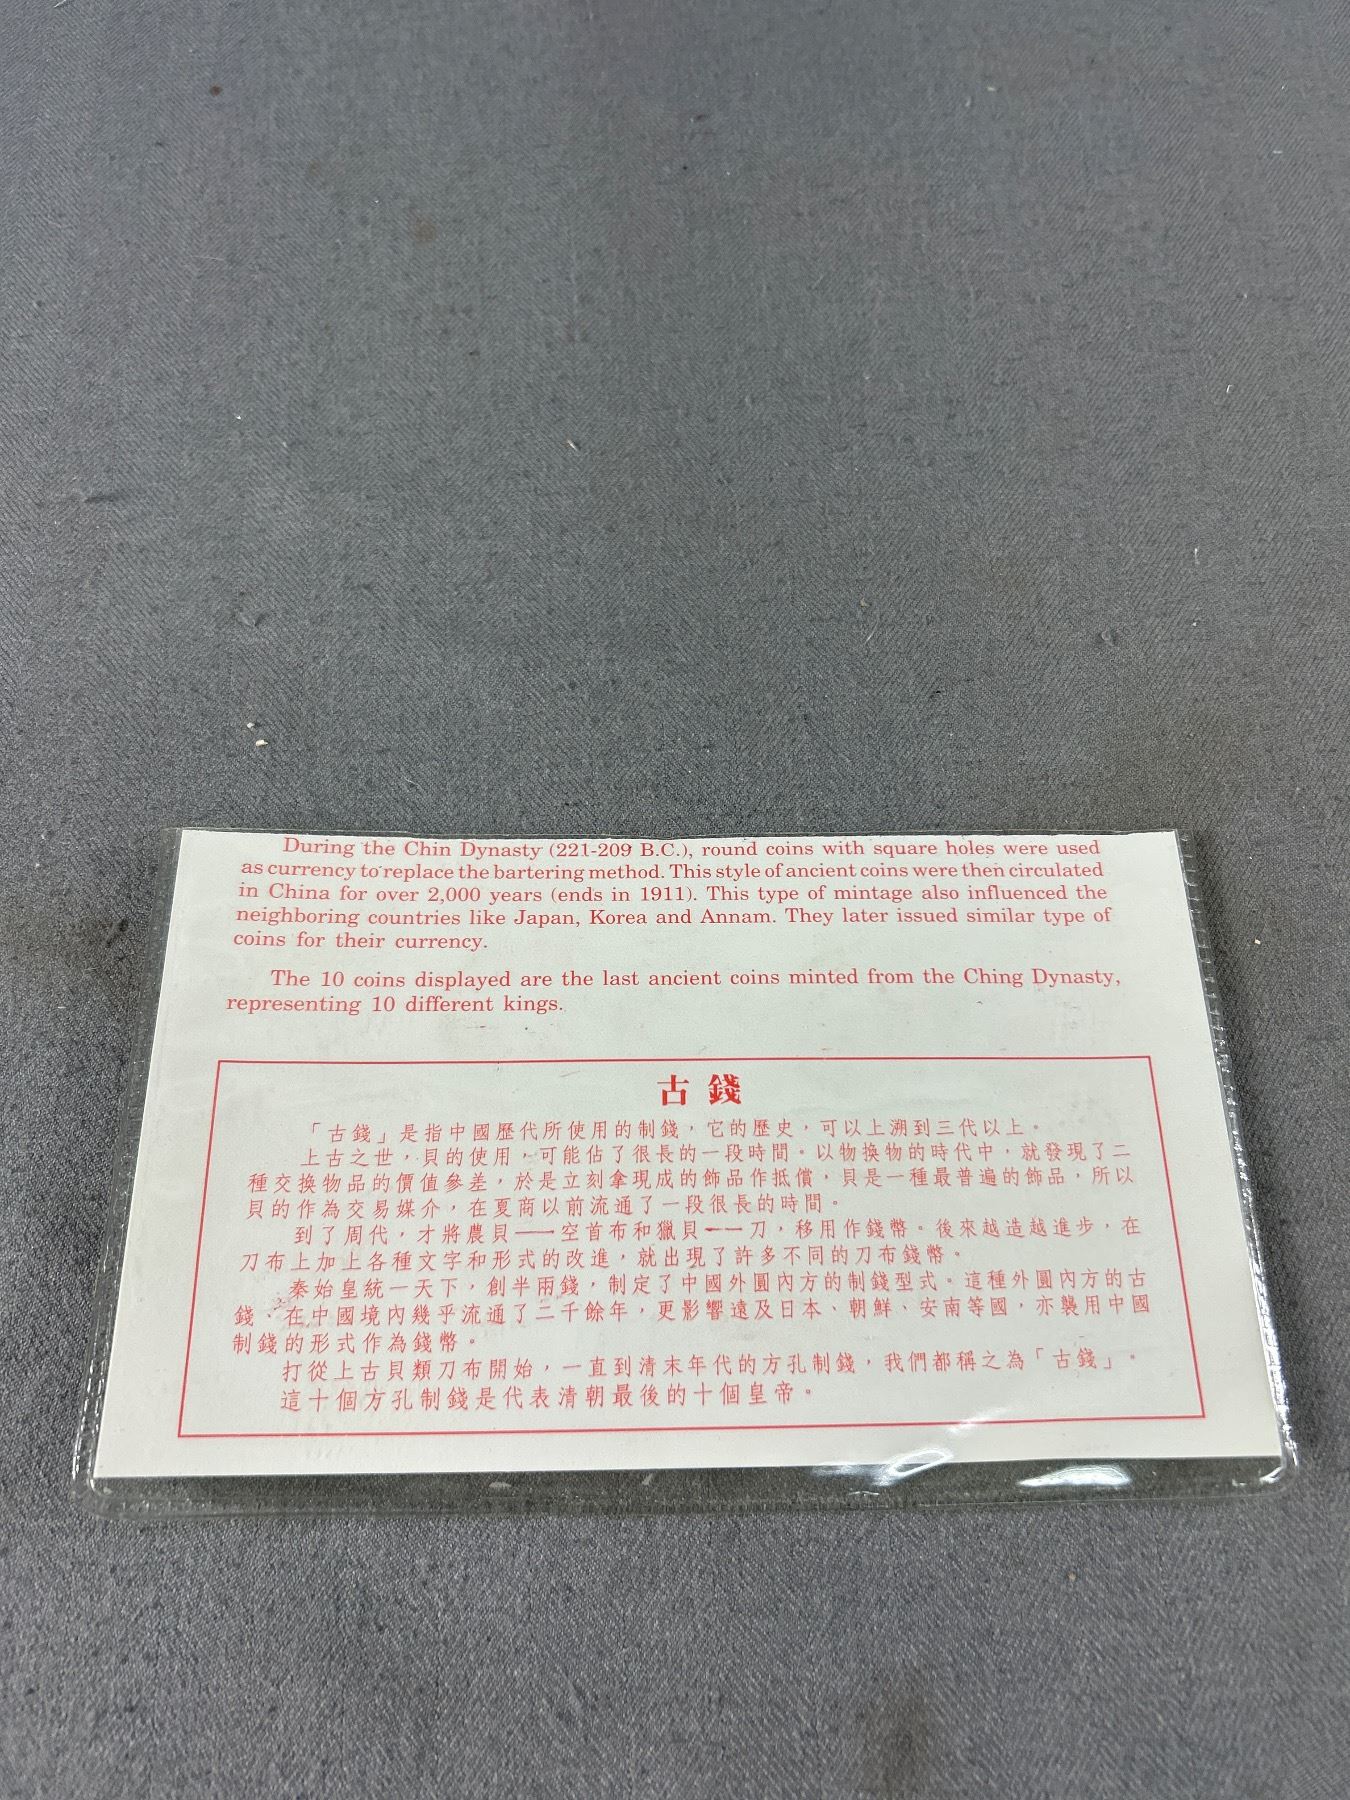 During the Chin Dynasty (221-209 B.C.), round coins with square holes were used
as currency to replace the bartering method. This style of ancient coins were then circulated
in China for over 2,000 years (ends in 1911). This type of mintage also influenced the
neighboring countries like Japan, Korea and Annam. They later issued similar type of
coins for their currency.
The 10 coins displayed are the last ancient coins minted from the Ching Dynasty,
representing 10 different kings.
古錢
「古錢」是指中國歷代所使用的制錢，它的歷史，可以上溯到三代以上。
上古之世，貝的使用，可能佔了很長的一段時間。以物換物的時代中，就發現了二
種交換物品的價值參差，於是立刻拿現成的飾品作抵償，貝是一種最普遍的飾品，所以
貝的作為交易媒介，在夏商以前流通了一段很長的時間。
到了周代，才將農貝——空首布和獵貝——刀，移用作錢幣。後來越造越進步，在
刀布上加上各種文字和形式的改進，就出現了許多不同的刀布錢幣。
秦始皇統一天下，創半兩錢，制定了中國外圓內方的制錢型式。這種外圓內方的古
錢、在中國境內幾乎流通了二千餘年，更影響遠及日本、朝鮮、安南等國，亦襲用中國
制錢的形式作為錢幣。
打從上古貝類刀布開始，一直到清末年代的方孔制錢，我們都稱之為「古錢」。
這十個方孔制錢是代表清朝最後的十個皇帝。